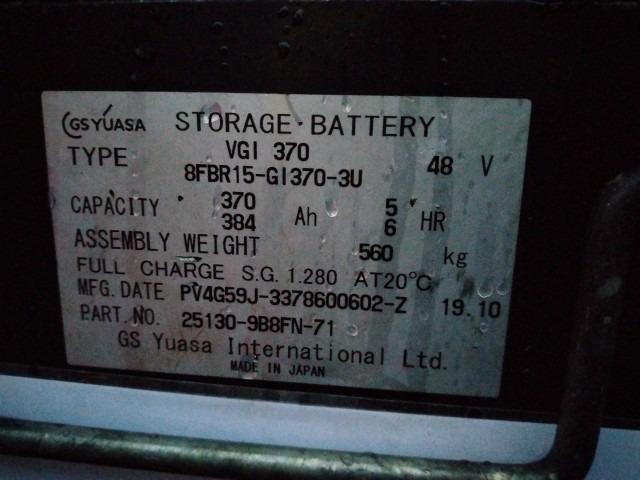 GS YUASA STORAGE·BATTERY
TYPE VGI 370 48 V
8FBR15-GI370-3U
CAPACITY 370 Ah 5 HR
384 6
ASSEMBLY WEIGHT 560 kg
FULL CHARGE S.G. 1.280 AT20°C
MFG. DATE PV4G59J-3378600602-Z 19.10
PART.NO. 25130-9B8FN-71
GS Yuasa International Ltd.
MADE IN JAPAN